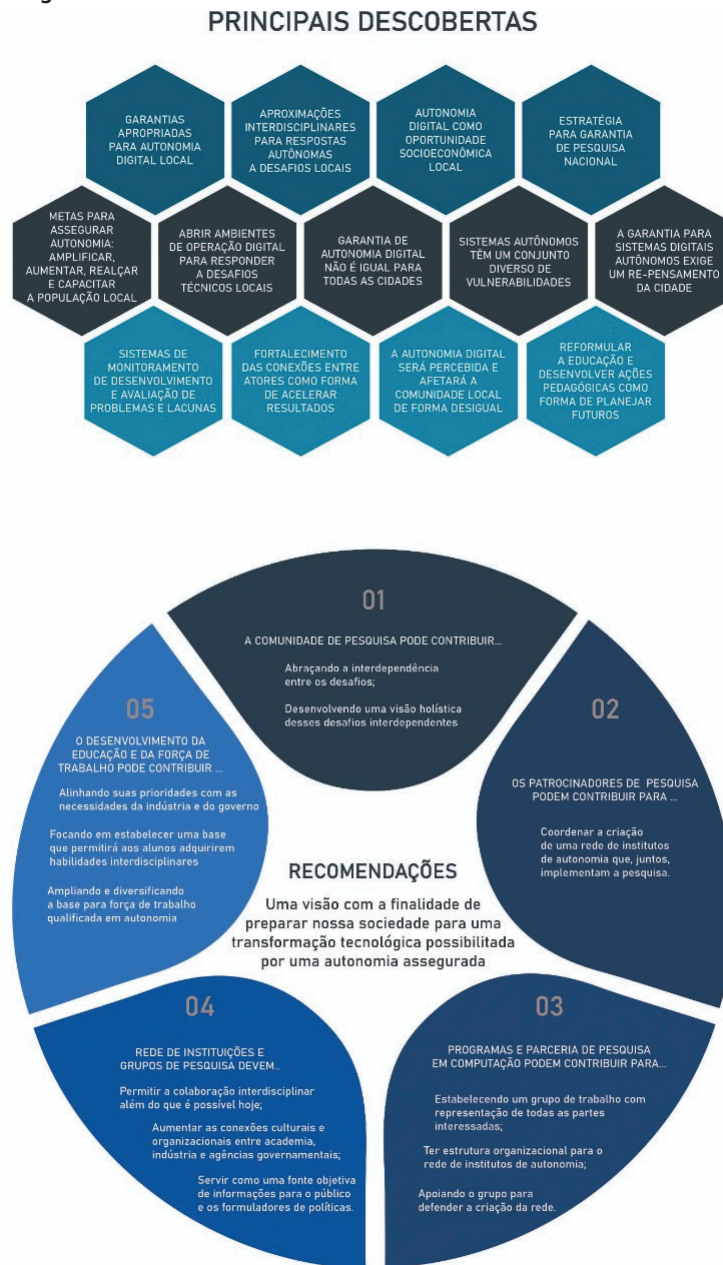 PRINCIPAIS DESCOBERTAS
GARANTIAS
APROPRIADAS
PARA AUTONOMIA
DIGITAL LOCAL
APROXIMAÇÕES
INTERDISCIPLINARES
PARA RESPOSTAS
AUTÔNOMAS
A DESAFIOS LOCAIS
AUTONOMIA
DIGITAL COMO
OPORTUNIDADE
SOCIOECONÔMICA
LOCAL
ESTRATÉGIA
PARA GARANTIA
DE PESQUISA
NACIONAL
METAS PARA
ASSEGURAR
AUTONOMIA:
AMPLIFICAR,
AUMENTAR, REALÇAR
E CAPACITAR
A POPULAÇÃO LOCAL
ABRIR AMBIENTES
DE OPERAÇÃO DIGITAL
PARA RESPONDER
A DESAFIOS
TÉCNICOS LOCAIS
GARANTIA DE
AUTONOMIA DIGITAL
NÃO É IGUAL PARA
TODAS AS CIDADES
SISTEMAS AUTÔNOMOS
TÊM UM CONJUNTO
DIVERSO DE
VULNERABILIDADES
A GARANTIA PARA
SISTEMAS DIGITAIS
AUTÔNOMOS EXIGE
UM RE-PENSAMENTO
DA CIDADE
SISTEMAS DE
MONITORAMENTO
DE DESENVOLVIMENTO
E AVALIAÇÃO DE
PROBLEMAS E LACUNAS
FORTALECIMENTO
DAS CONEXÕES ENTRE
ATORES COMO FORMA
DE ACELERAR
RESULTADOS
A AUTONOMIA DIGITAL
SERÁ PERCEBIDA E
AFETARÁ A
COMUNIDADE LOCAL
DE FORMA DESIGUAL
REFORMULAR
A EDUCAÇÃO E
DESENVOLVER AÇÕES
PEDAGÓGICAS COMO
FORMA DE PLANEJAR
FUTUROS
01
A COMUNIDADE DE PESQUISA PODE CONTRIBUIR...
Abraçando a interdependência
entre os desafios;
Desenvolvendo uma visão holística
desses desafios interdependentes
02
OS PATROCINADORES DE PESQUISA
PODEM CONTRIBUIR PARA ...
Coordenar a criação
de uma rede de institutos
de autonomia que, juntos,
implementam a pesquisa.
03
PROGRAMAS E PARCERIA DE PESQUISA
EM COMPUTAÇÃO PODEM CONTRIBUIR PARA...
Estabelecendo um grupo de trabalho com
representação de todas as partes
interessadas;
Ter estrutura organizacional para o
rede de institutos de autonomia;
Apoiando o grupo para
defender a criação da rede.
04
REDE DE INSTITUIÇÕES E
GRUPOS DE PESQUISA DEVEM..
Permitir a colaboração interdisciplinar
além do que é possível hoje;
Aumentar as conexões culturais e
organizacionais entre academia,
indústria e agências governamentais;
Servir como uma fonte objetiva
de informações para o público
e os formuladores de políticas.
05
O DESENVOLVIMENTO DA
EDUCAÇÃO E DA FORÇA DE
TRABALHO PODE CONTRIBUIR ...
Alinhando suas prioridades com as
necessidades da indústria e do governo
Focando em estabelecer uma base
que permitirá aos alunos adquirirem
habilidades interdisciplinares
Ampliando e diversificando
a base para força de trabalho
qualificada em autonomia
RECOMENDAÇÕES
Uma visão com a finalidade de
preparar nossa sociedade para uma
transformação tecnológica possibilitada
por uma autonomia assegurada